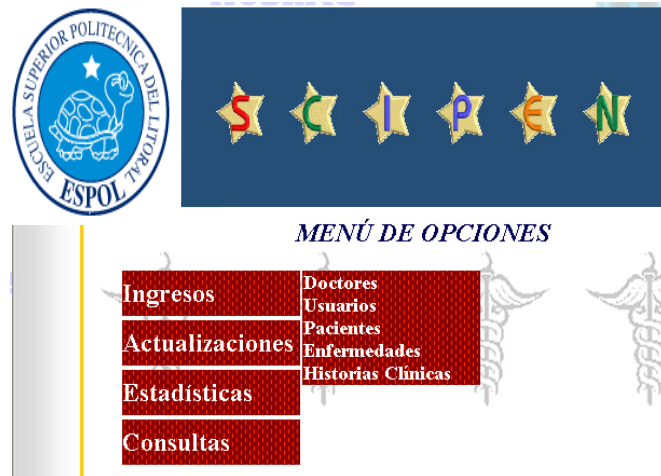 ESCUELA SUPERIOR POLITECNICA DEL LITORAL
ESPOL
S C I P E N
MENÚ DE OPCIONES
Ingresos
Actualizaciones
Estadísticas
Consultas
Doctores
Usuarios
Pacientes
Enfermedades
Historias Clínicas